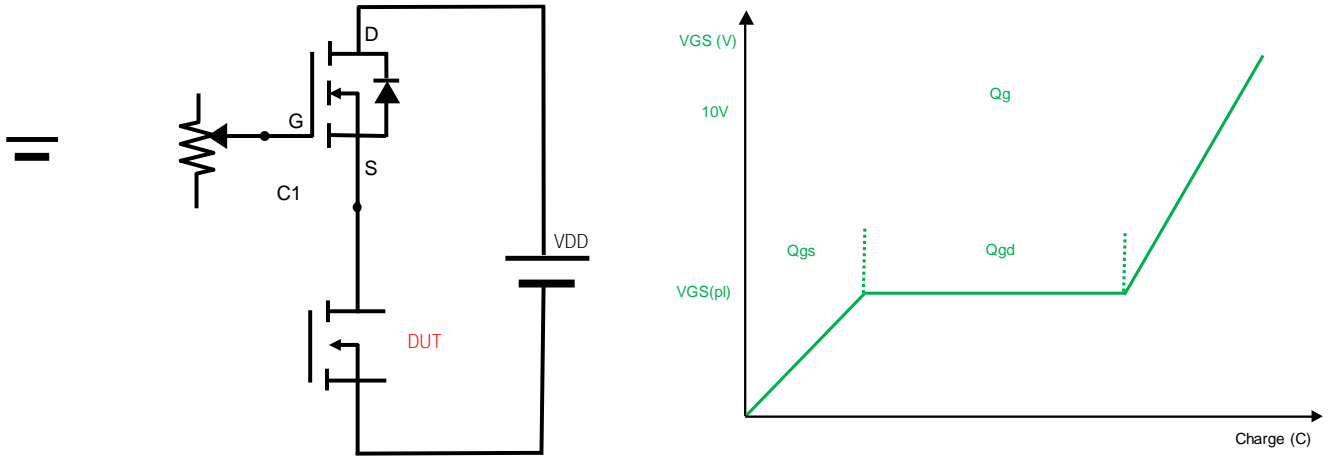 D
G
S
C1
VDD
DUT
VGS (V)
10V
Qg
Qgs
Qgd
VGS(pl)
Charge (C)